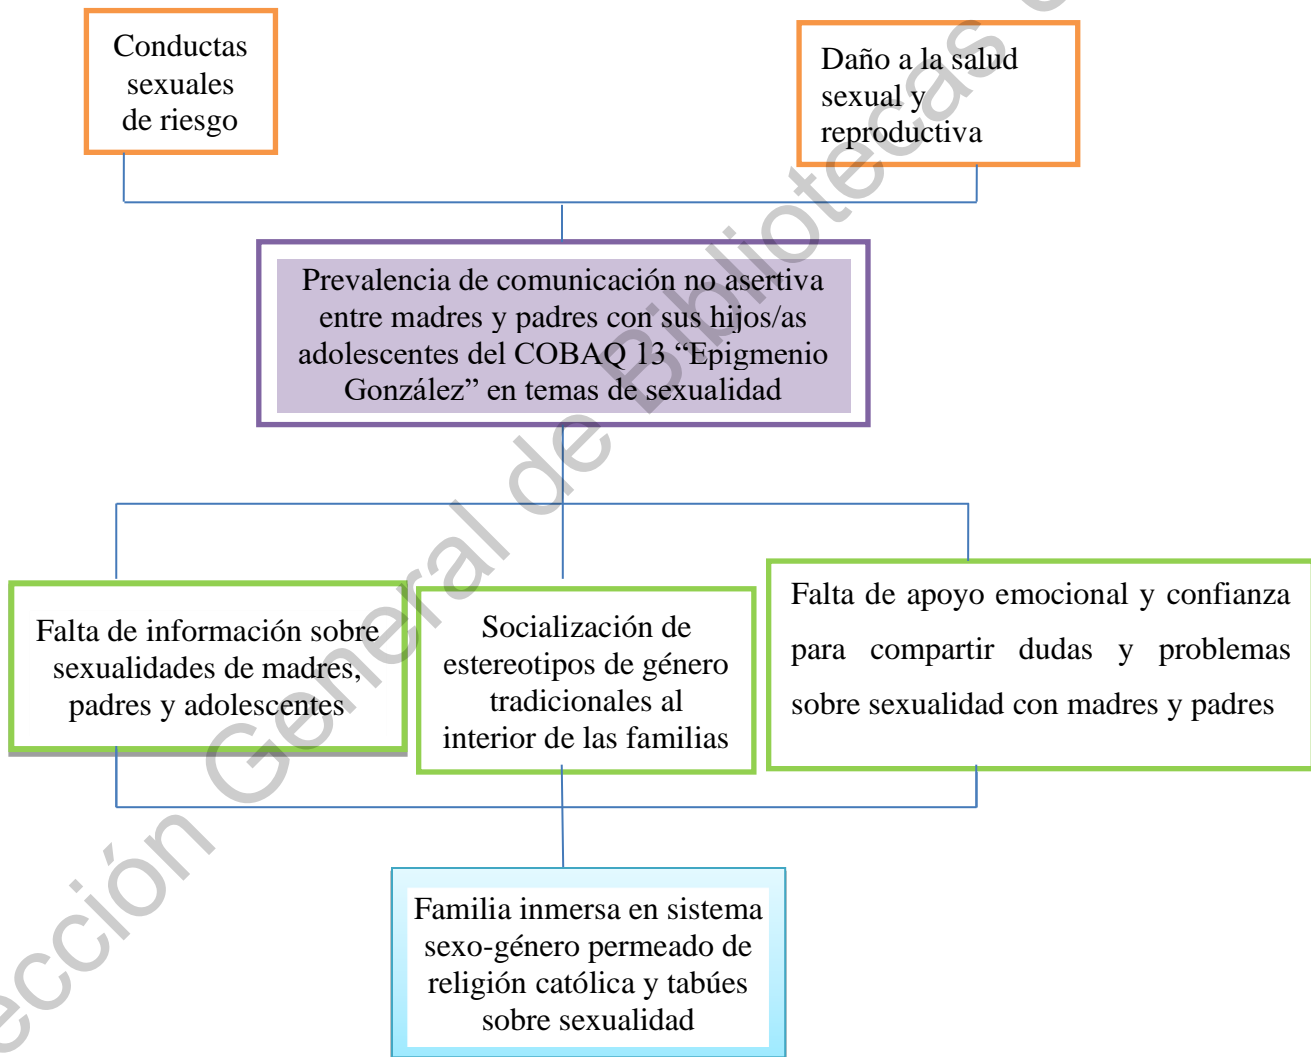 Conductas
sexuales
de riesgo
Daño a la salud
sexual y
reproductiva
Prevalencia de comunicación no asertiva
entre madres y padres con sus hijos/as
adolescentes del COBAQ 13 “Epigmenio
González” en temas de sexualidad
Falta de información sobre
sexualidades de madres,
padres y adolescentes
Socialización de
estereotipos de género
tradicionales al
interior de las familias
Falta de apoyo emocional y confianza
para compartir dudas y problemas
sobre sexualidad con madres y padres
Familia inmersa en sistema
sexo-género permeado de
religión católica y tabúes
sobre sexualidad
General de Bibliotecas